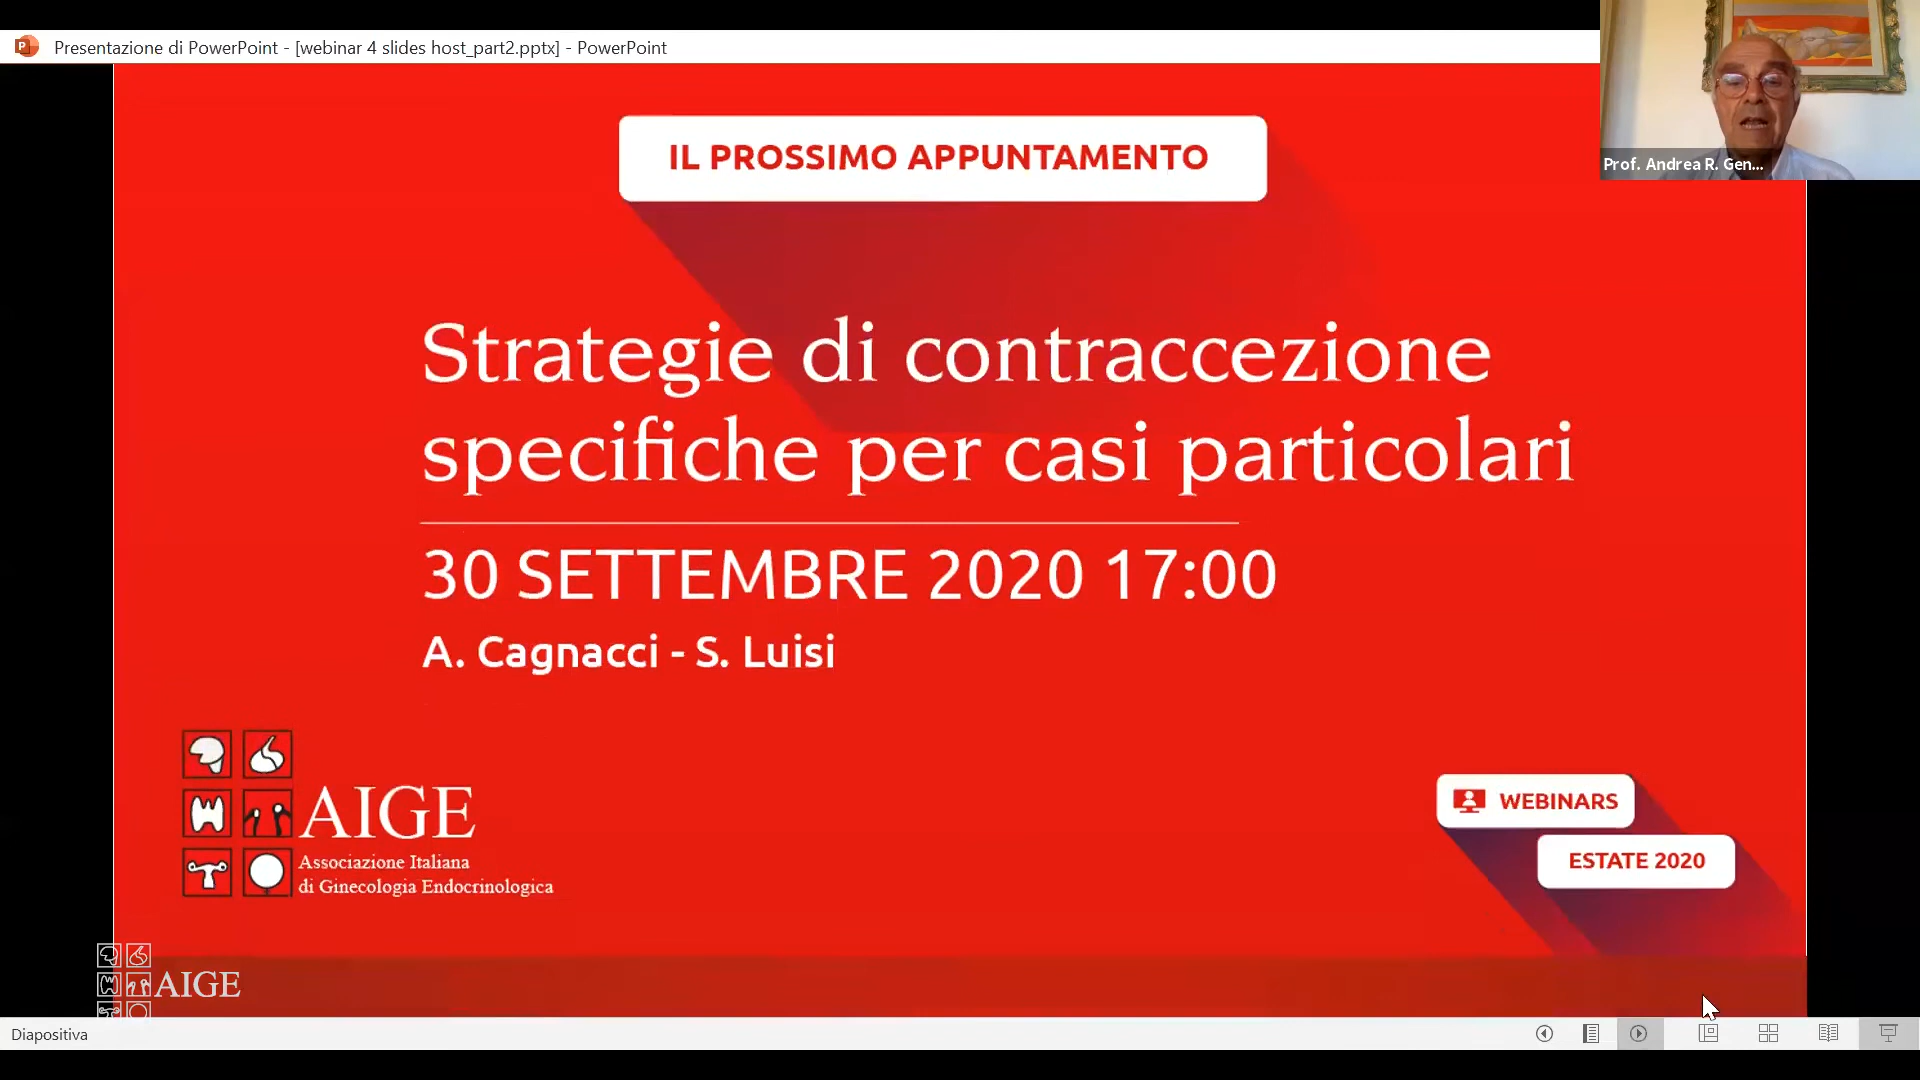 Presentazione di PowerPoint - [webinar 4 slides host_part2.pptx] - PowerPoint
Prof. Andrea R. Gen...
IL PROSSIMO APPUNTAMENTO
Strategie di contraccezione
specifiche per casi particolari
30 SETTEMBRE 2020 17:00
A. Cagnacci - S. Luisi
AIGE
Associazione Italiana
di Ginecologia Endocrinologica
WEBINARS
ESTATE 2020
AIGE
Diapositiva